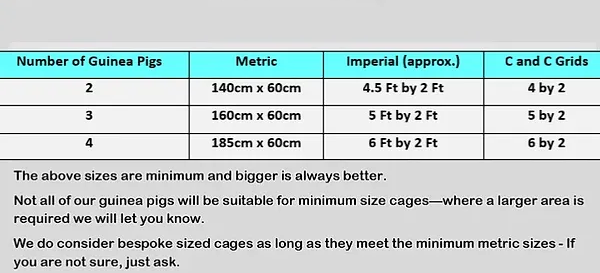 Number of Guinea Pigs Metric Imperial (approx.) C and C Grids
2 140cm x 60cm 4.5 Ft by 2 Ft 4 by 2
3 160cm x 60cm 5 Ft by 2 Ft 5 by 2
4 185cm x 60cm 6 Ft by 2 Ft 6 by 2
The above sizes are minimum and bigger is always better.
Not all of our guinea pigs will be suitable for minimum size cages—where a larger area is
required we will let you know.
We do consider bespoke sized cages as long as they meet the minimum metric sizes - If
you are not sure, just ask.